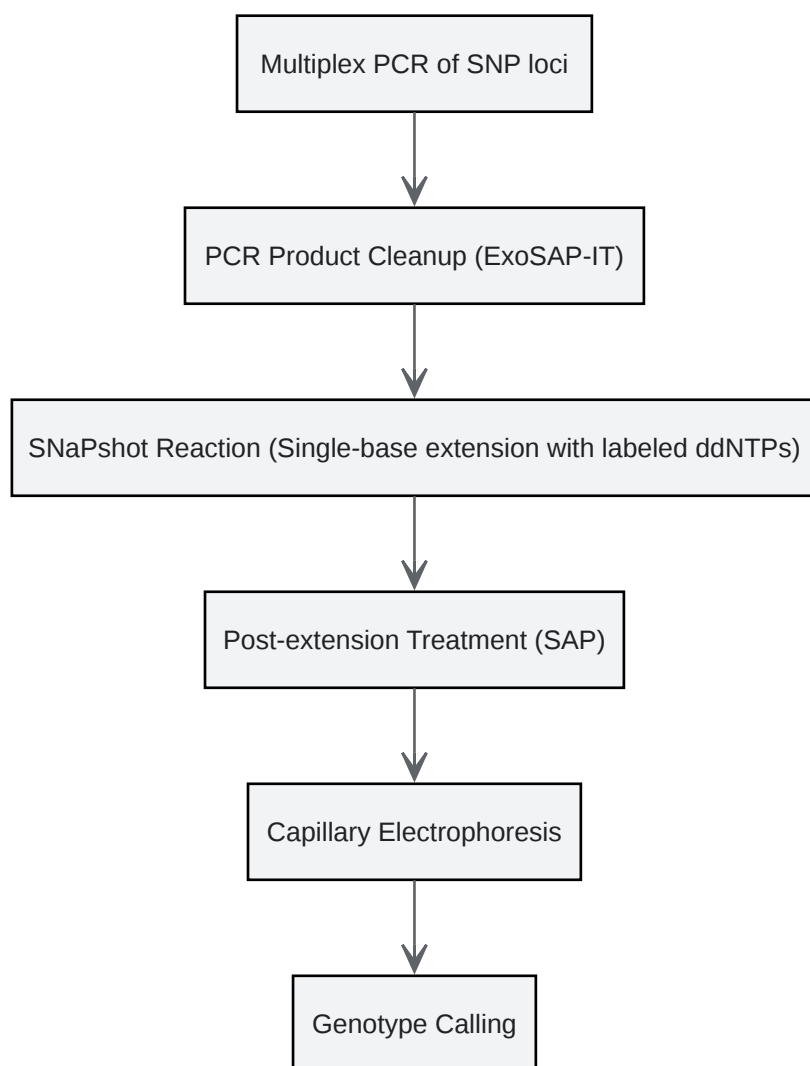 Multiplex PCR of SNP loci
PCR Product Cleanup (ExoSAP-IT)
SNaPshot Reaction (Single-base extension with labeled ddNTPs)
Post-extension Treatment (SAP)
Capillary Electrophoresis
Genotype Calling